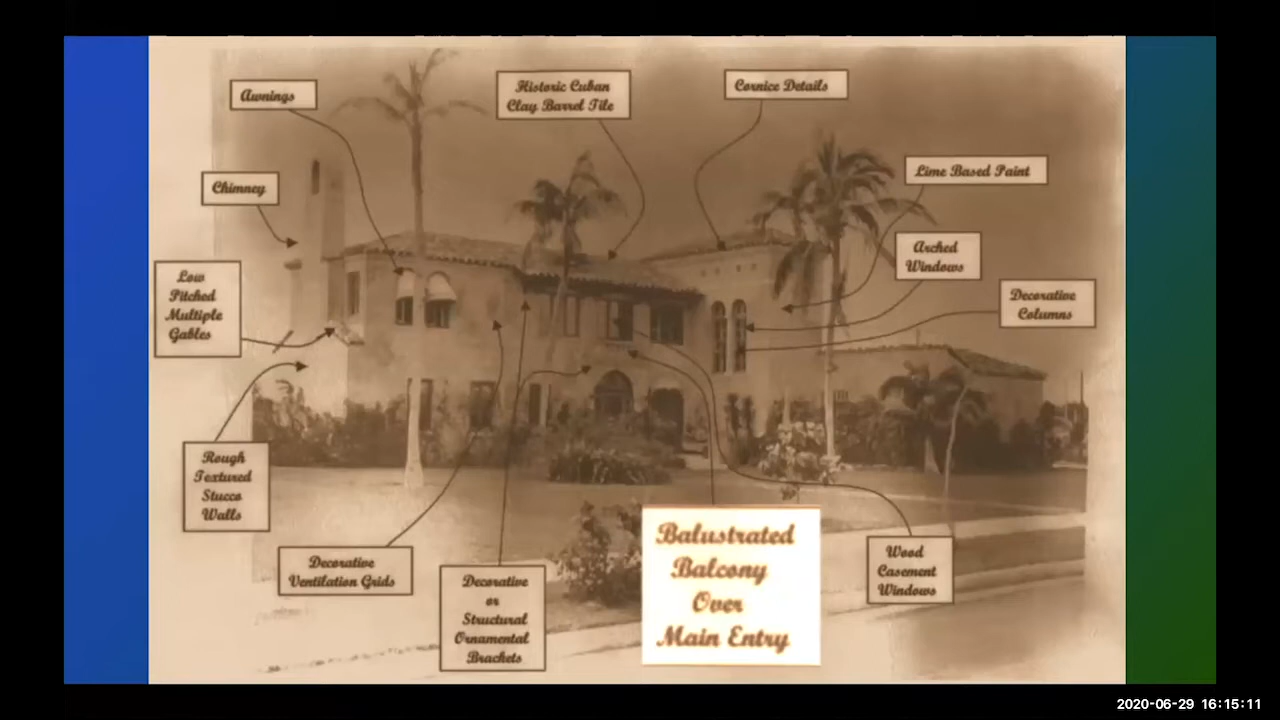 Awnings
Historic Cuban
Clay Barrel Tile
Cornice Details
Chimney
Lime Based Paint
Arched
Windows
Low
Pitched
Multiple
Gables
Decorative
Columns
Rough
Textured
Stucco
Walls
Decorative
Ventilation Grids
Decorative
or
Structural
Ornamental
Brackets
Balustrated
Balcony
Over
Main Entry
Wood
Casement
Windows
2020-06-29 16:15:11